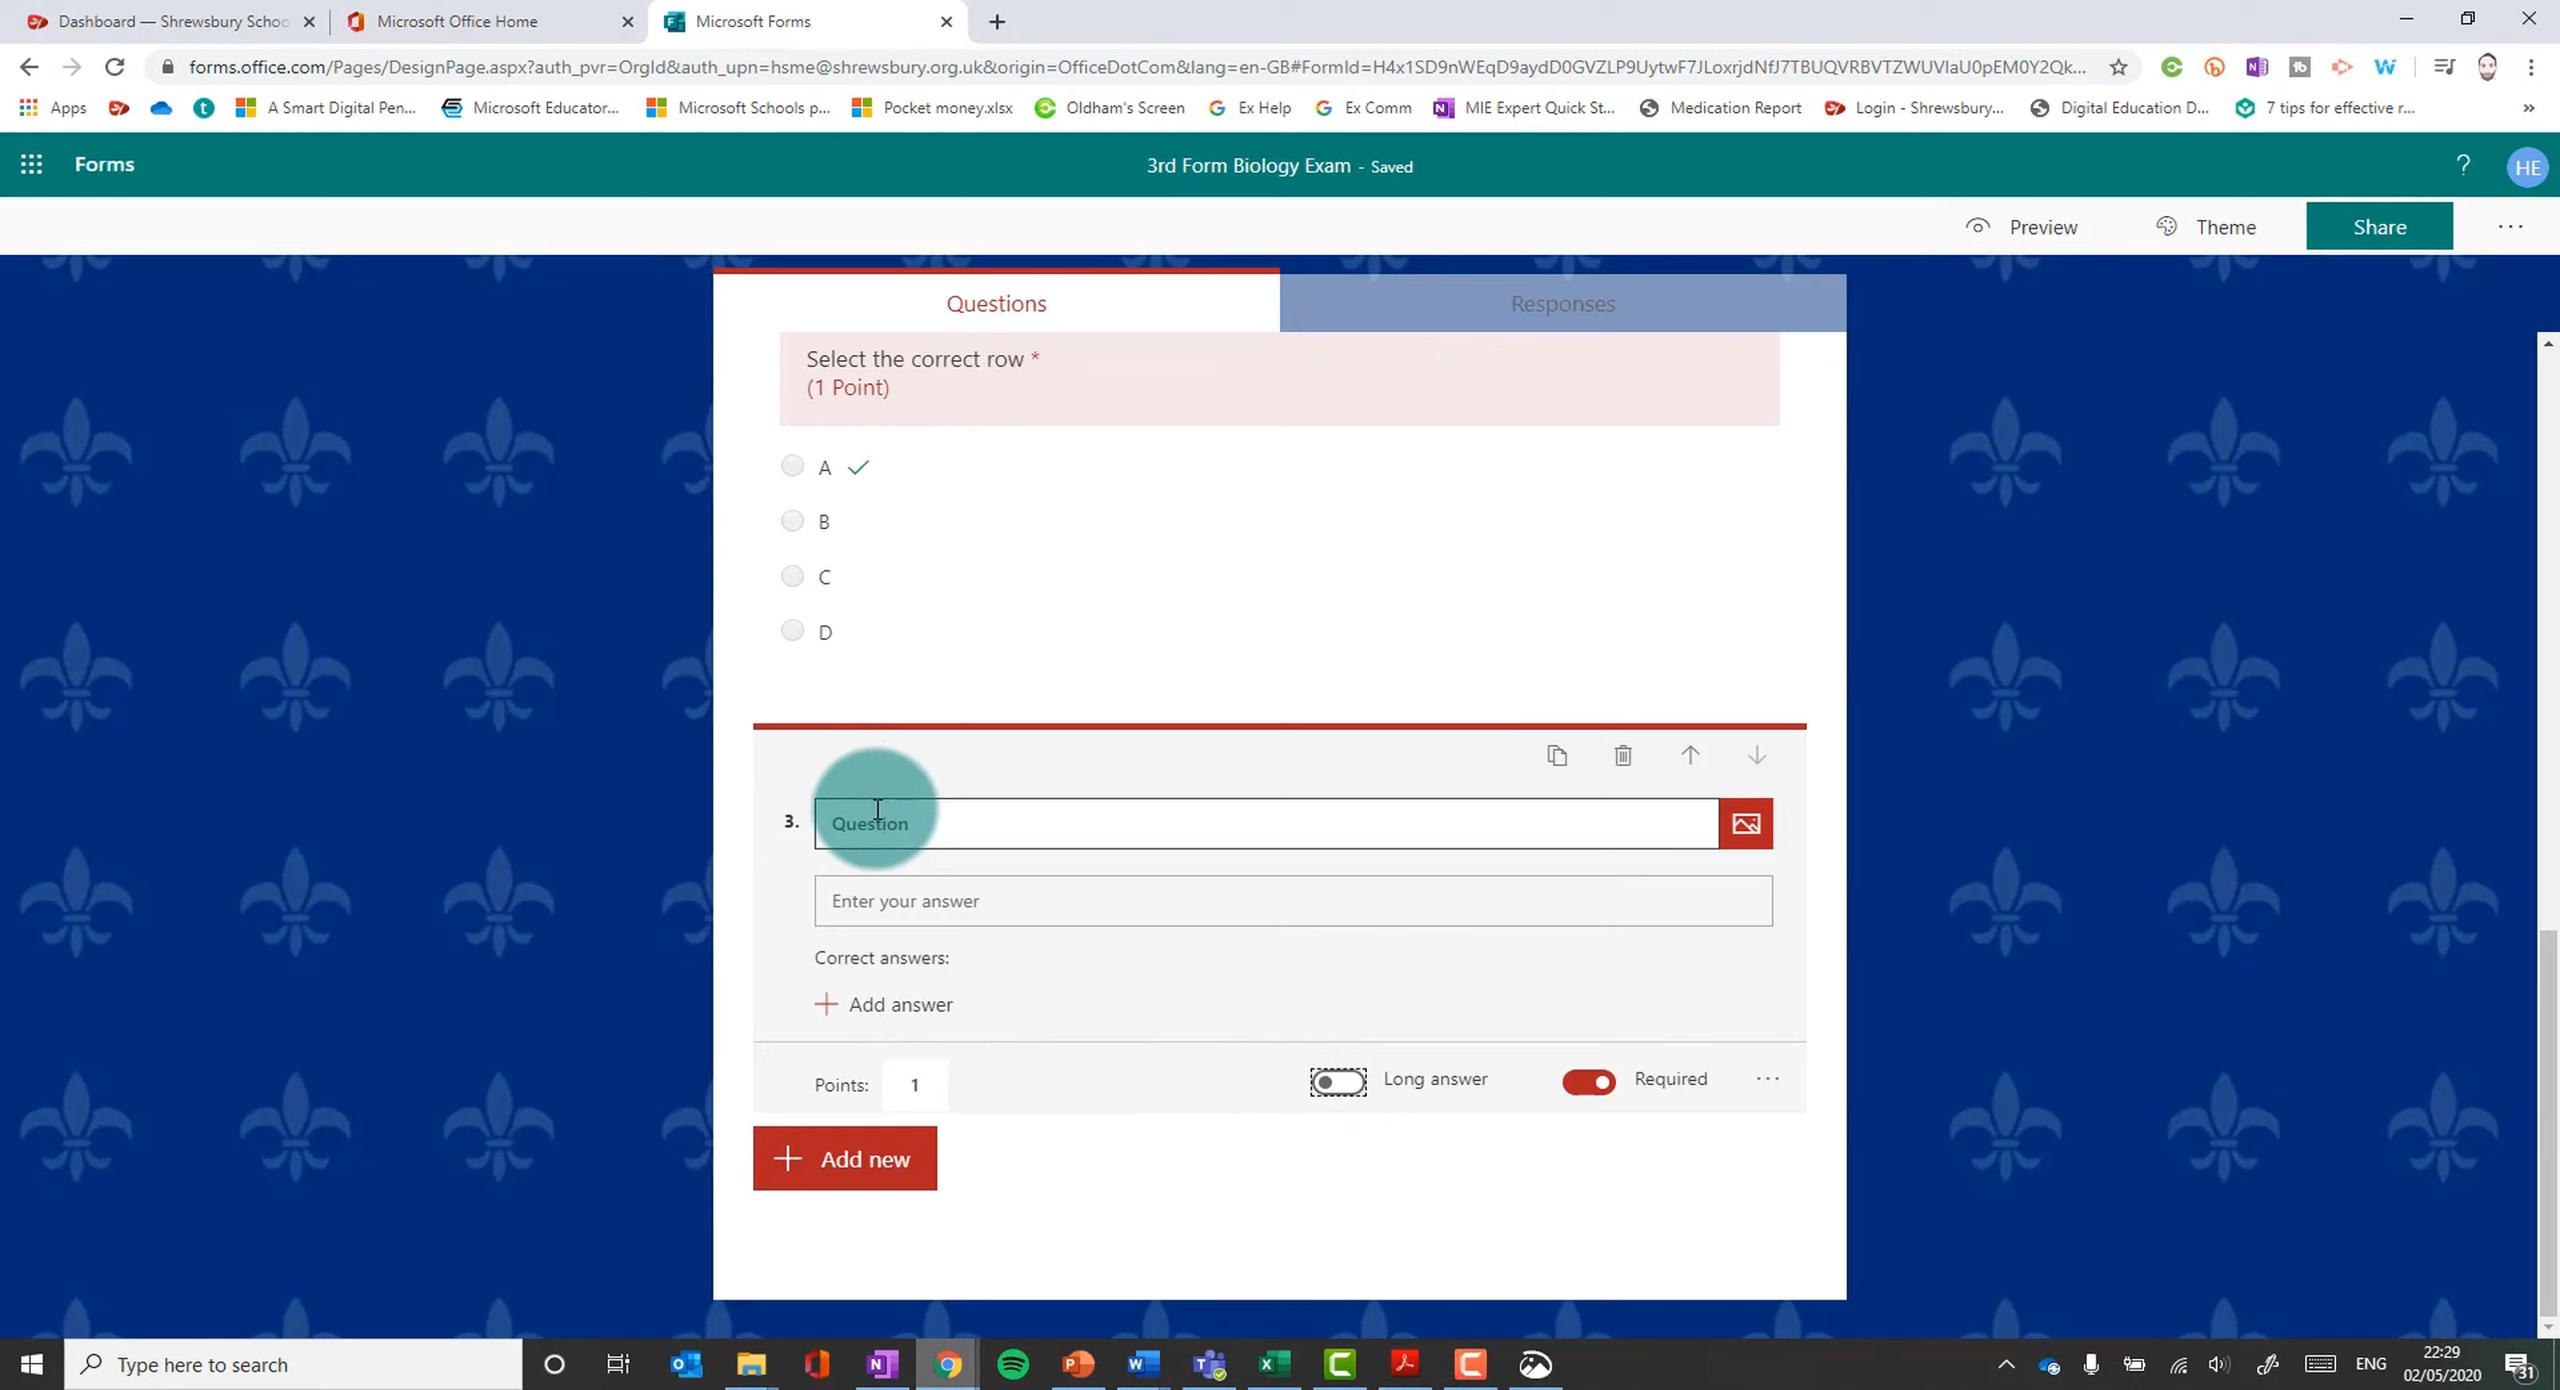 Dashboard — Shrewsbury Schoo
Microsoft Office Home
Microsoft Forms
forms.office.com/Pages/DesignPage.aspx?auth_pvr=OrgId&auth_upn=hsme@shrewsbury.org.uk&origin=OfficeDotCom&lang=en-GB#FormId=H4x1SD9nWEqD9aydD0GVZLP9UytwF7JLoxrjdNfJ7TBUQVRBVTZWUVlaU0pEM0Y2Qk...
Apps
A Smart Digital Pen...
Microsoft Educator...
Microsoft Schools p...
Pocket money.xlsx
Oldham's Screen
Ex Help
Ex Comm
MIE Expert Quick St...
Medication Report
Login - Shrewsbury...
Digital Education D...
7 tips for effective r...
»
Forms
3rd Form Biology Exam - Saved
?
HE
Preview
Theme
Share
Questions
Responses
Select the correct row *
(1 Point)
A
B
C
D
3.
Question
Enter your answer
Correct answers:
Add answer
Points: 1
Long answer
Required
Add new
Type here to search
ENG
22:29
02/05/2020
31